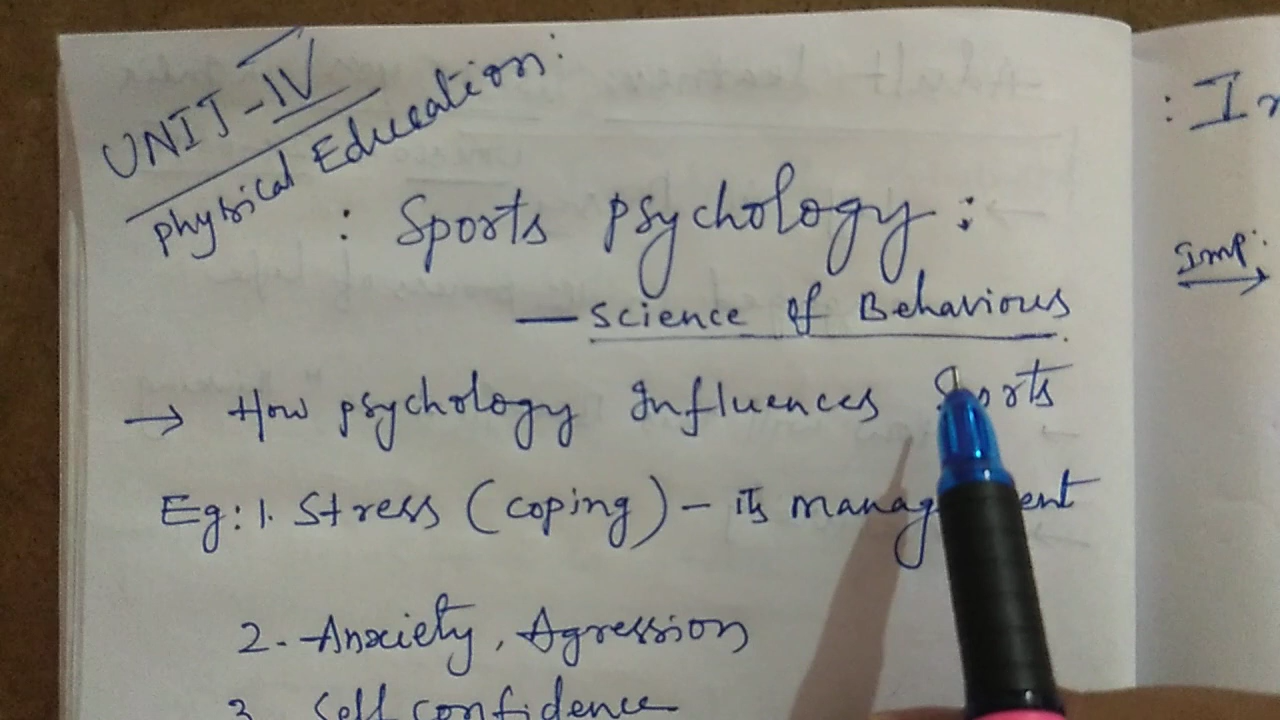 UNIT-IV
Physical Education:
: Sports Psychology :
— Science of Behaviours
→ How psychology Influences Sports
Eg: 1. Stress (coping) – its management
2. Anxiety, Agression
3. Self confidence
Imp: